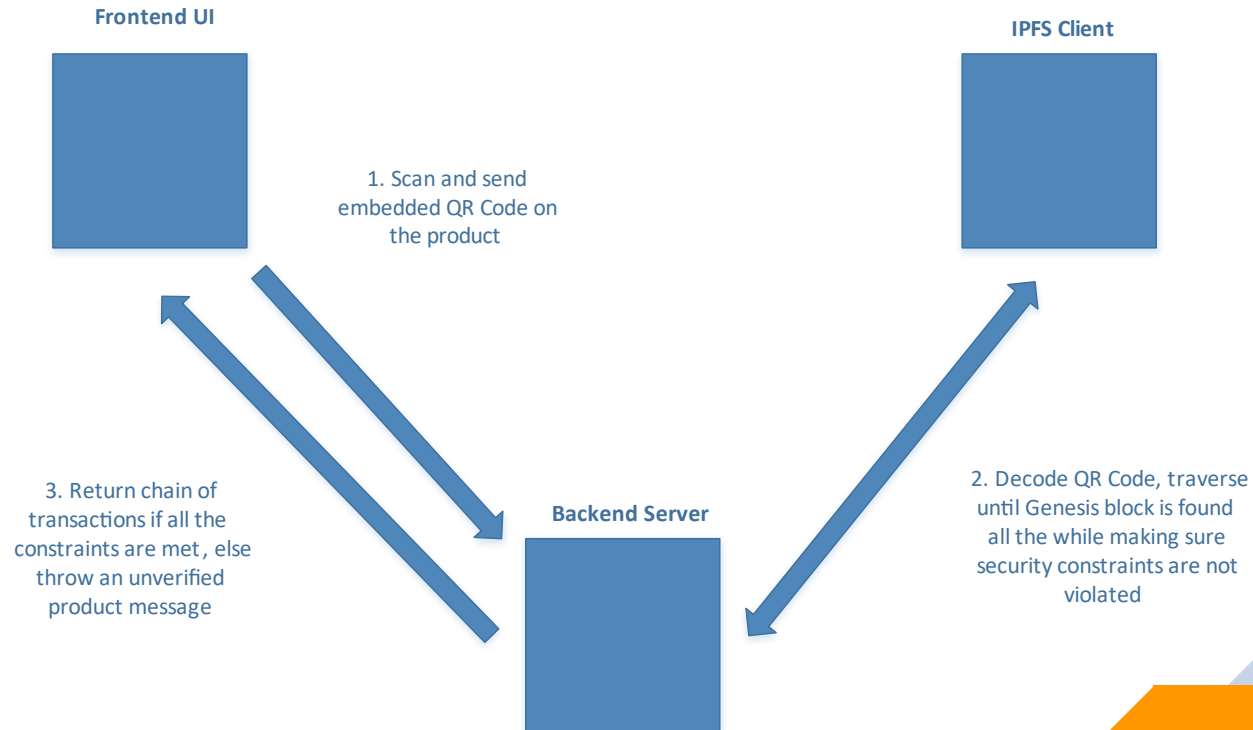 Frontend UI
IPFS Client
1. Scan and send
embedded QR Code on
the product
3. Return chain of
transactions if all the
constraints are met , else
throw an unverified
product message
Backend Server
2. Decode QR Code, traverse
until Genesis block is found
all the while making sure
security constraints are not
violated